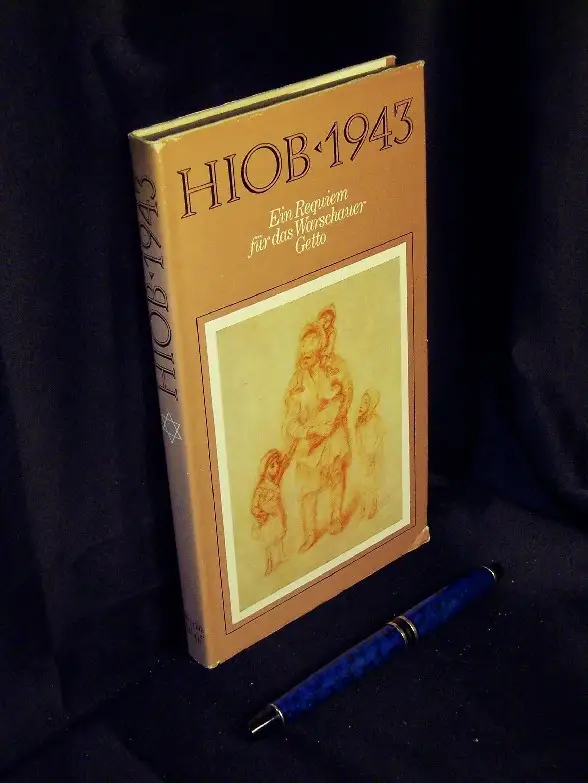 HIOB·1943
Ein Requiem
für das Warschauer
Getto
HIOB·1943